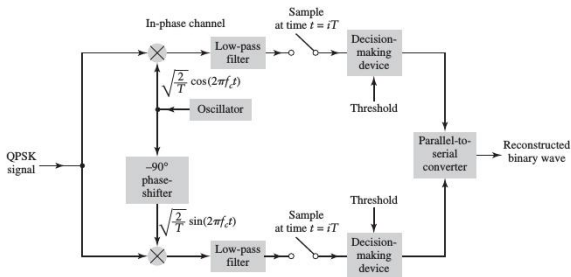 In-phase channel
Sample
at time t = iT
Decision-
making
device
Low-pass
filter
√2/T cos(2πf_ct)
Oscillator
Threshold
QPSK
signal
−90°
phase-
shifter
Parallel-to-
serial
converter
Reconstructed
binary wave
√2/T sin(2πf_ct)
Sample
at time t = iT
Threshold
Low-pass
filter
Decision-
making
device